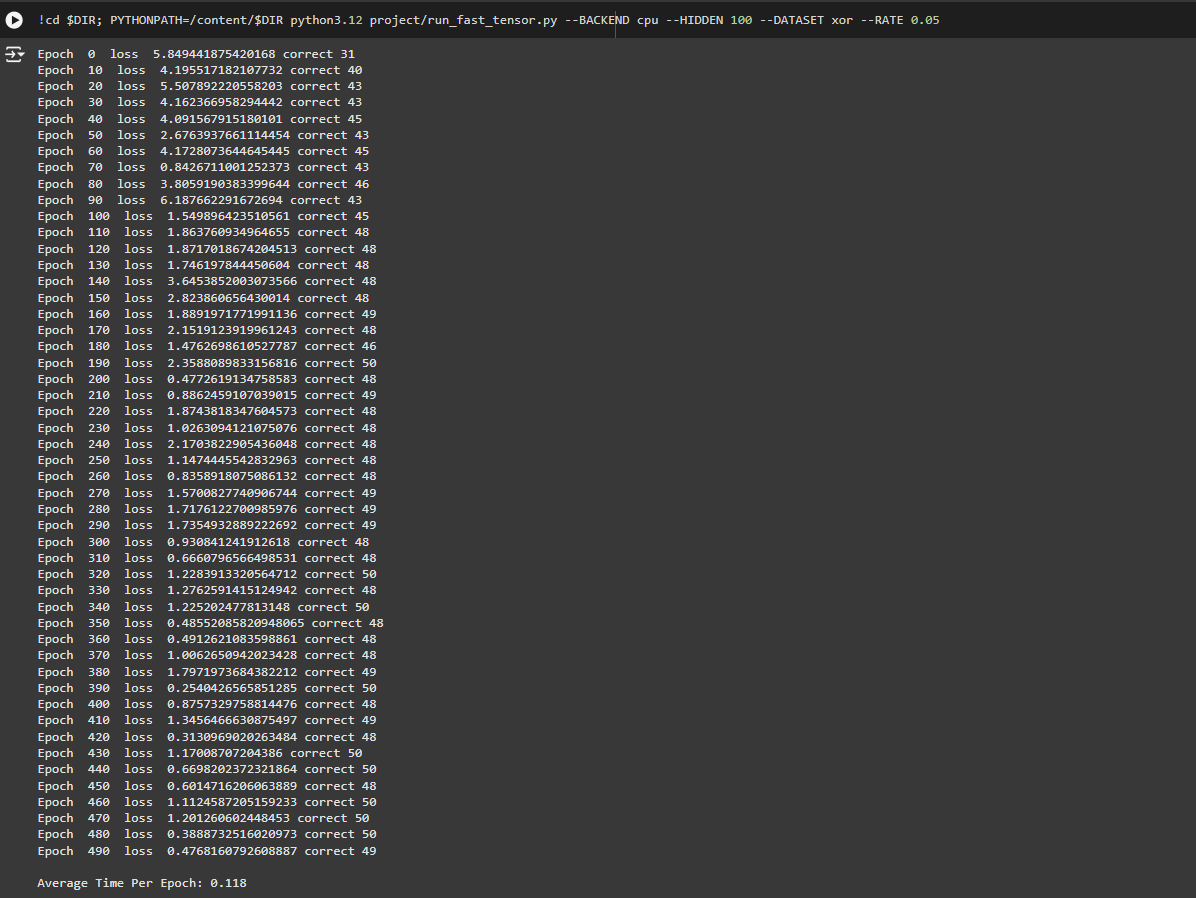 !cd $DIR; PYTHONPATH=/content/$DIR python3.12 project/run_fast_tensor.py --BACKEND cpu --HIDDEN 100 --DATASET xor --RATE 0.05
Epoch  0  loss  5.849441875420168 correct 31
Epoch  10  loss  4.195517182107732 correct 40
Epoch  20  loss  5.507892220558203 correct 43
Epoch  30  loss  4.162366958294442 correct 43
Epoch  40  loss  4.091567915180101 correct 45
Epoch  50  loss  2.6763937661114454 correct 43
Epoch  60  loss  4.1728073644645445 correct 45
Epoch  70  loss  0.8426711001252373 correct 43
Epoch  80  loss  3.8059190383399644 correct 46
Epoch  90  loss  6.187662291672694 correct 43
Epoch  100  loss  1.549896423510561 correct 45
Epoch  110  loss  1.863760934964655 correct 48
Epoch  120  loss  1.8717018674204513 correct 48
Epoch  130  loss  1.746197844450604 correct 48
Epoch  140  loss  3.6453852003073566 correct 48
Epoch  150  loss  2.823860656430014 correct 48
Epoch  160  loss  1.8891971771991136 correct 49
Epoch  170  loss  2.1519123919961243 correct 48
Epoch  180  loss  1.4762698610527787 correct 46
Epoch  190  loss  2.3588089833156816 correct 50
Epoch  200  loss  0.4772619134758583 correct 48
Epoch  210  loss  0.8862459107039015 correct 49
Epoch  220  loss  1.8743818347604573 correct 48
Epoch  230  loss  1.0263094121075076 correct 48
Epoch  240  loss  2.1703822905436048 correct 48
Epoch  250  loss  1.1474445542832963 correct 48
Epoch  260  loss  0.8358918075086132 correct 48
Epoch  270  loss  1.5700827740906744 correct 49
Epoch  280  loss  1.7176122700985976 correct 49
Epoch  290  loss  1.7354932889222692 correct 49
Epoch  300  loss  0.930841241912618 correct 48
Epoch  310  loss  0.6660796566498531 correct 48
Epoch  320  loss  1.2283913320564712 correct 50
Epoch  330  loss  1.2762591415124942 correct 48
Epoch  340  loss  1.225202477813148 correct 50
Epoch  350  loss  0.48552085820948065 correct 48
Epoch  360  loss  0.4912621083598861 correct 48
Epoch  370  loss  1.0062650942023428 correct 48
Epoch  380  loss  1.7971973684382212 correct 49
Epoch  390  loss  0.2540426565851285 correct 50
Epoch  400  loss  0.8757329758814476 correct 48
Epoch  410  loss  1.3456466630875497 correct 49
Epoch  420  loss  0.3130969020263484 correct 48
Epoch  430  loss  1.17008707204386 correct 50
Epoch  440  loss  0.6698202372321864 correct 50
Epoch  450  loss  0.6014716206063889 correct 48
Epoch  460  loss  1.1124587205159233 correct 50
Epoch  470  loss  1.201260602448453 correct 50
Epoch  480  loss  0.3888732516020973 correct 50
Epoch  490  loss  0.4768160792608887 correct 49
Average Time Per Epoch: 0.118